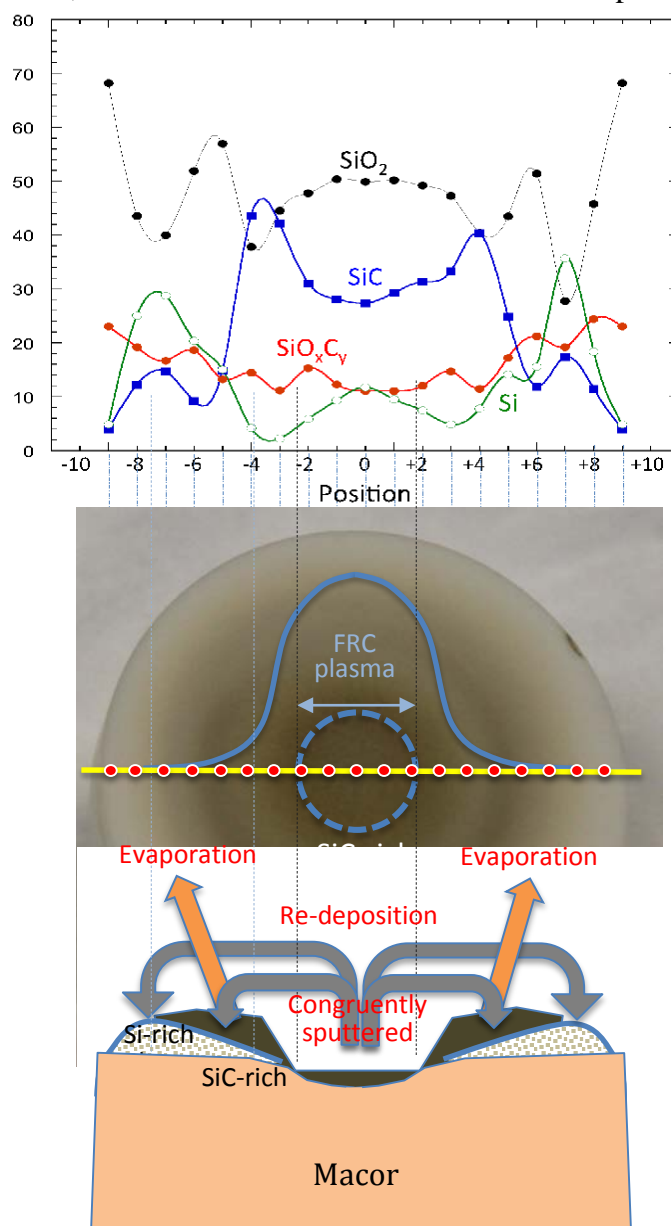 80
70
60
50
40
30
20
10
0
SiO₂
SiC
SiOₓCᵧ
Si
-10 -8 -6 -4 -2 0 +2 +4 +6 +8 +10
Position
FRC
plasma
Evaporation
Evaporation
Re-deposition
Congruently
sputtered
Si-rich
SiC-rich
Macor